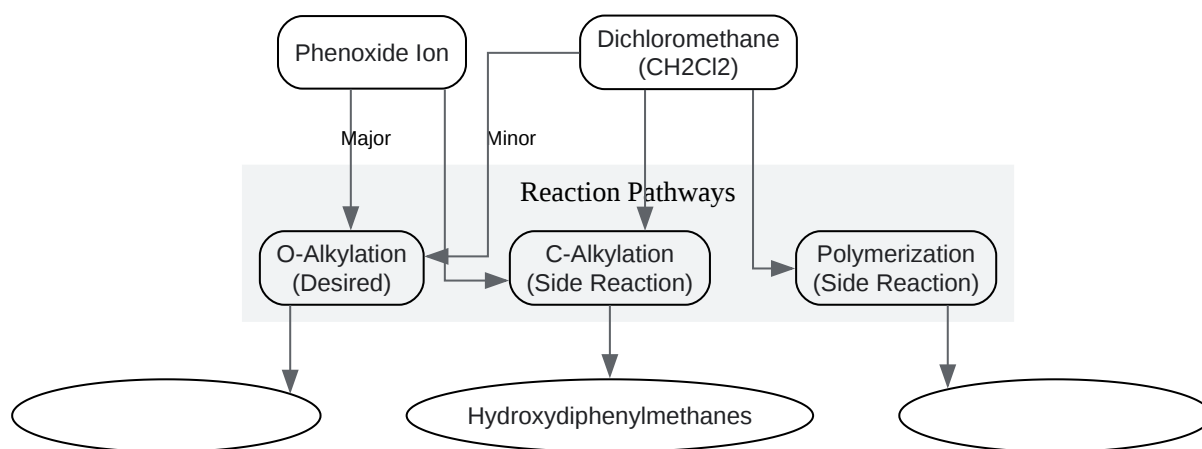 Phenoxide Ion
Dichloromethane
(CH2Cl2)
Major
Minor
Reaction Pathways
O-Alkylation
(Desired)
C-Alkylation
(Side Reaction)
Polymerization
(Side Reaction)
Hydroxydiphenylmethanes